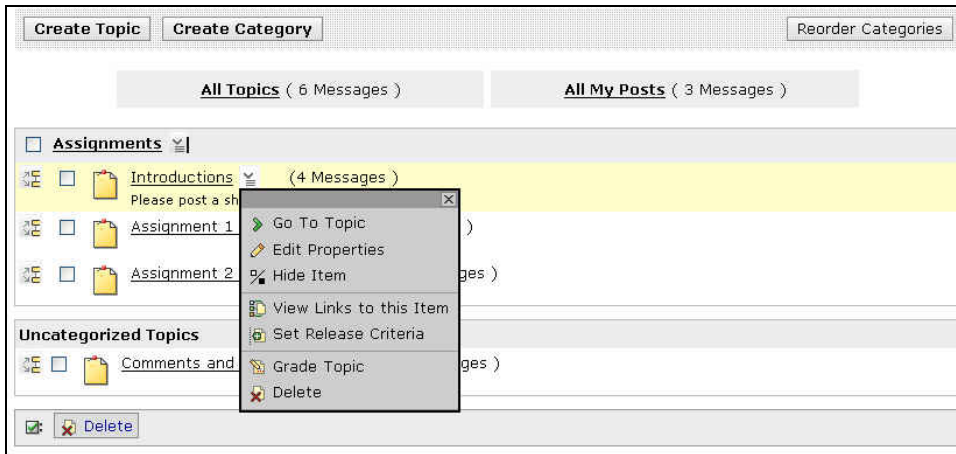 Create Topic Create Category Reorder Categories
All Topics ( 6 Messages ) All My Posts ( 3 Messages )
Assignments
Introductions (4 Messages )
Please post a sh
Assignment 1 )
Assignment 2 ges )
Go To Topic
Edit Properties
Hide Item
View Links to this Item
Set Release Criteria
Grade Topic
Delete
Uncategorized Topics
Comments and ges )
Delete